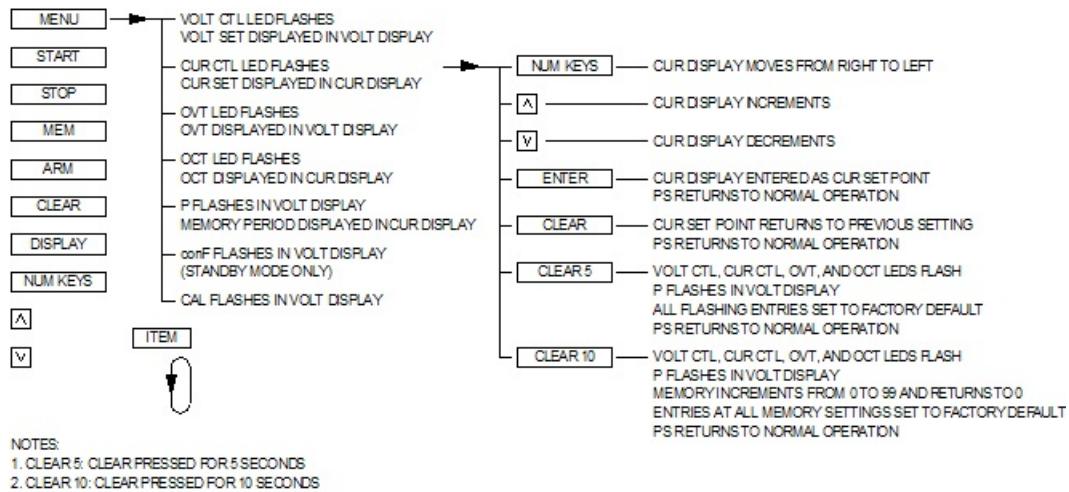 MENU
START
STOP
MEM
ARM
CLEAR
DISPLAY
NUM KEYS
Λ
V
VOLT CTL LED FLASHES
VOLT SET DISPLAYED IN VOLT DISPLAY
CUR CTL LED FLASHES
CUR SET DISPLAYED IN CUR DISPLAY
OVT LED FLASHES
OVT DISPLAYED IN VOLT DISPLAY
OCT LED FLASHES
OCT DISPLAYED IN CUR DISPLAY
P FLASHES IN VOLT DISPLAY
MEMORY PERIOD DISPLAYED IN CUR DISPLAY
conF FLASHES IN VOLT DISPLAY
(STANDBY MODE ONLY)
CAL FLASHES IN VOLT DISPLAY
ITEM
NUM KEYS
CUR DISPLAY MOVES FROM RIGHT TO LEFT
Λ
CUR DISPLAY INCREMENTS
V
CUR DISPLAY DECREMENTS
ENTER
CUR DISPLAY ENTERED AS CUR SET POINT
PS RETURNS TO NORMAL OPERATION
CLEAR
CUR SET POINT RETURNS TO PREVIOUS SETTING
PS RETURNS TO NORMAL OPERATION
CLEAR 5
VOLT CTL, CUR CTL, OVT, AND OCT LEDS FLASH
P FLASHES IN VOLT DISPLAY
ALL FLASHING ENTRIES SET TO FACTORY DEFAULT
PS RETURNS TO NORMAL OPERATION
CLEAR 10
VOLT CTL, CUR CTL, OVT, AND OCT LEDS FLASH
P FLASHES IN VOLT DISPLAY
MEMORY INCREMENTS FROM 0 TO 99 AND RETURNS TO 0
ENTRIES AT ALL MEMORY SETTINGS SET TO FACTORY DEFAULT
PS RETURNS TO NORMAL OPERATION
NOTES:
1. CLEAR 5: CLEAR PRESSED FOR 5 SECONDS
2. CLEAR 10: CLEAR PRESSED FOR 10 SECONDS